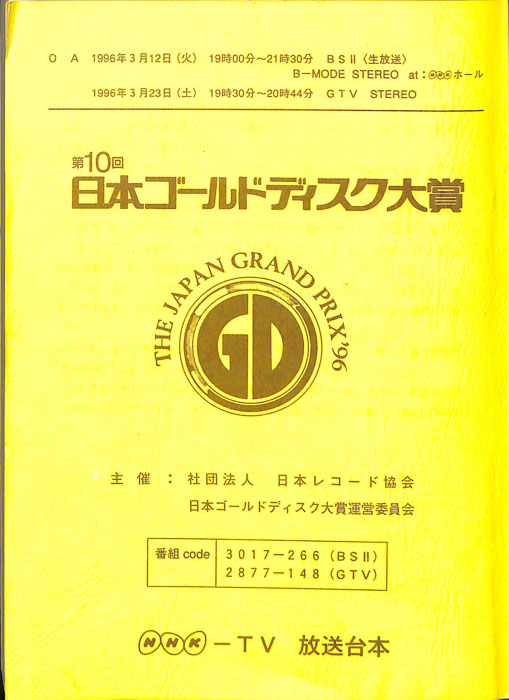 O A 1996年3月12日（火） 19時00分〜21時30分 BSⅡ〈生放送〉
B－MODE STEREO at：NHKホール
1996年3月23日（土） 19時30分〜20時44分 GTV STEREO
第10回
日本ゴールドディスク大賞
THE JAPAN GRAND PRIX'96
GD
主 催 ： 社団法人 日本レコード協会
日本ゴールドディスク大賞運営委員会
番組code 3017－266（BSⅡ）
2877－148（GTV）
NHK－TV 放送台本